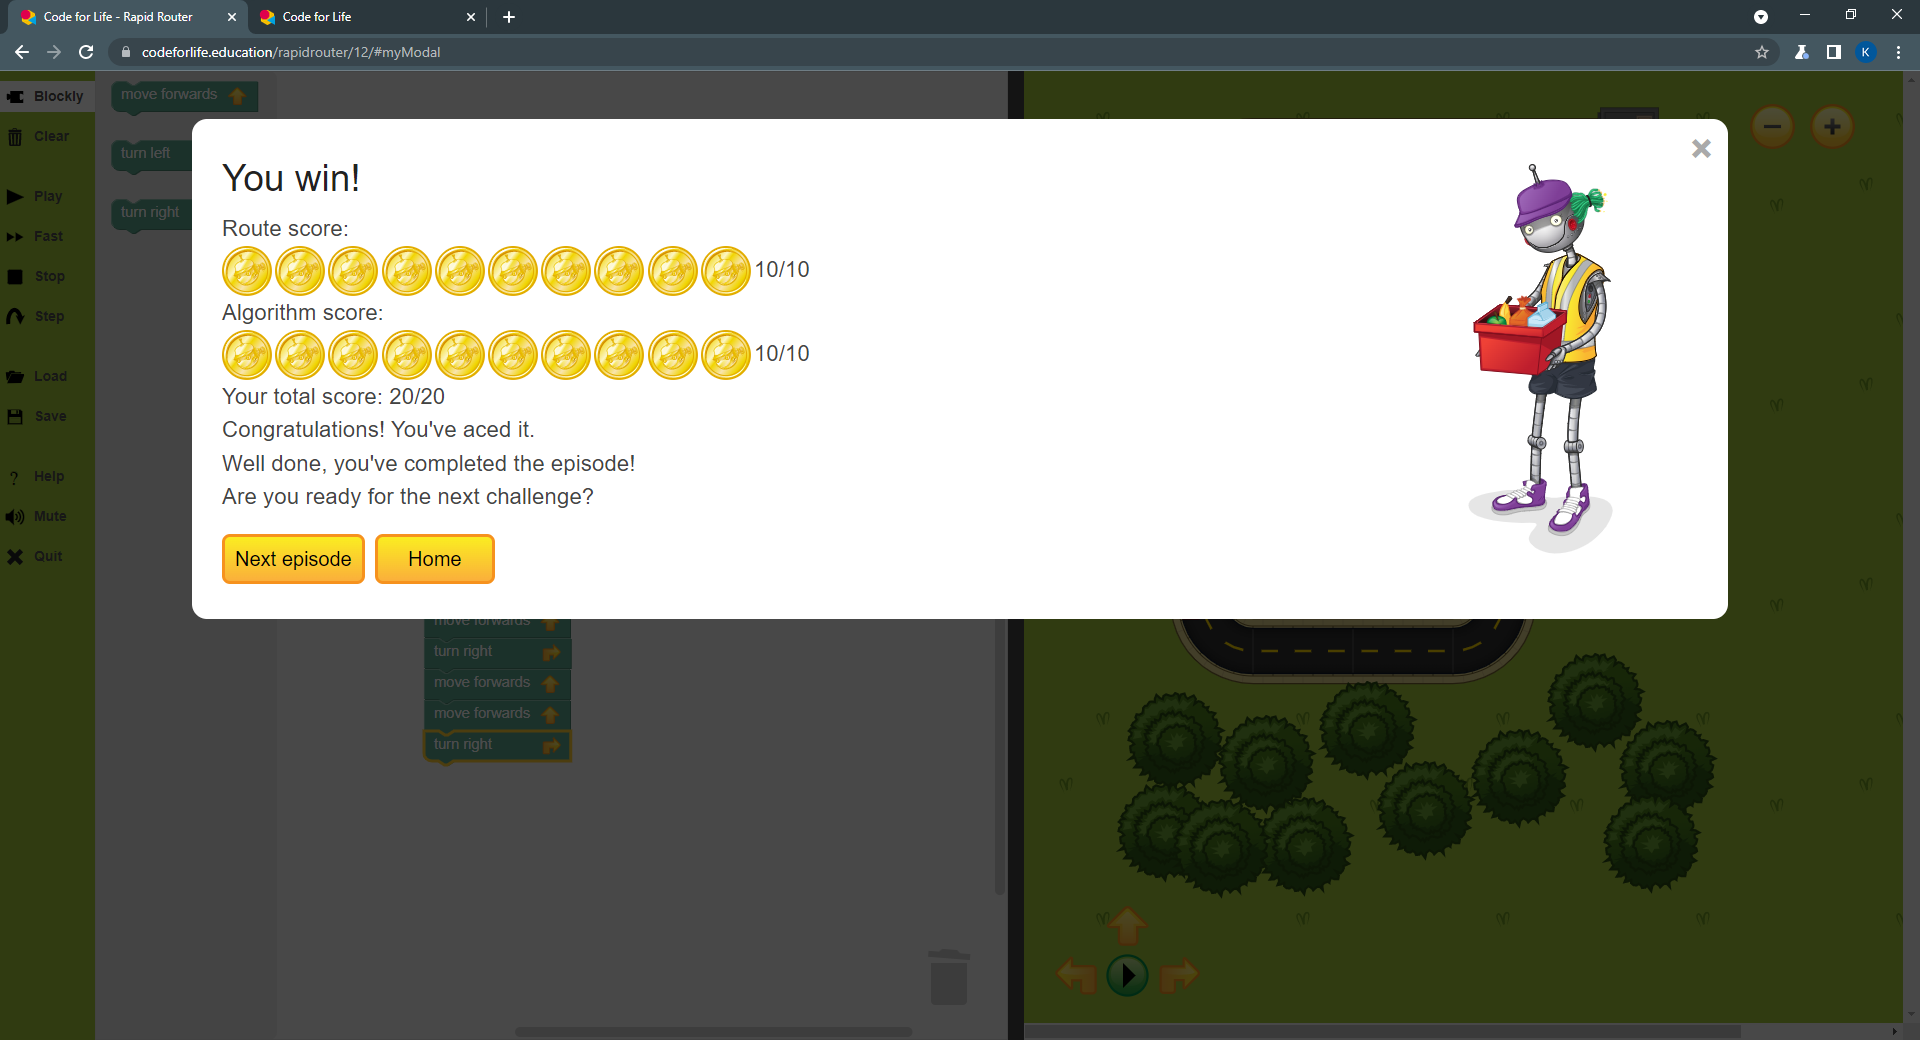 Code for Life - Rapid Router
Code for Life
codeforlife.education/rapidrouter/12/#myModal
K
Blockly
Clear
Play
Fast
Stop
Step
Load
Save
Help
Mute
Quit
move forwards
turn left
turn right
You win!
Route score:
10/10
Algorithm score:
10/10
Your total score: 20/20
Congratulations! You've aced it.
Well done, you've completed the episode!
Are you ready for the next challenge?
Next episode
Home
move forwards
turn right
move forwards
move forwards
turn right